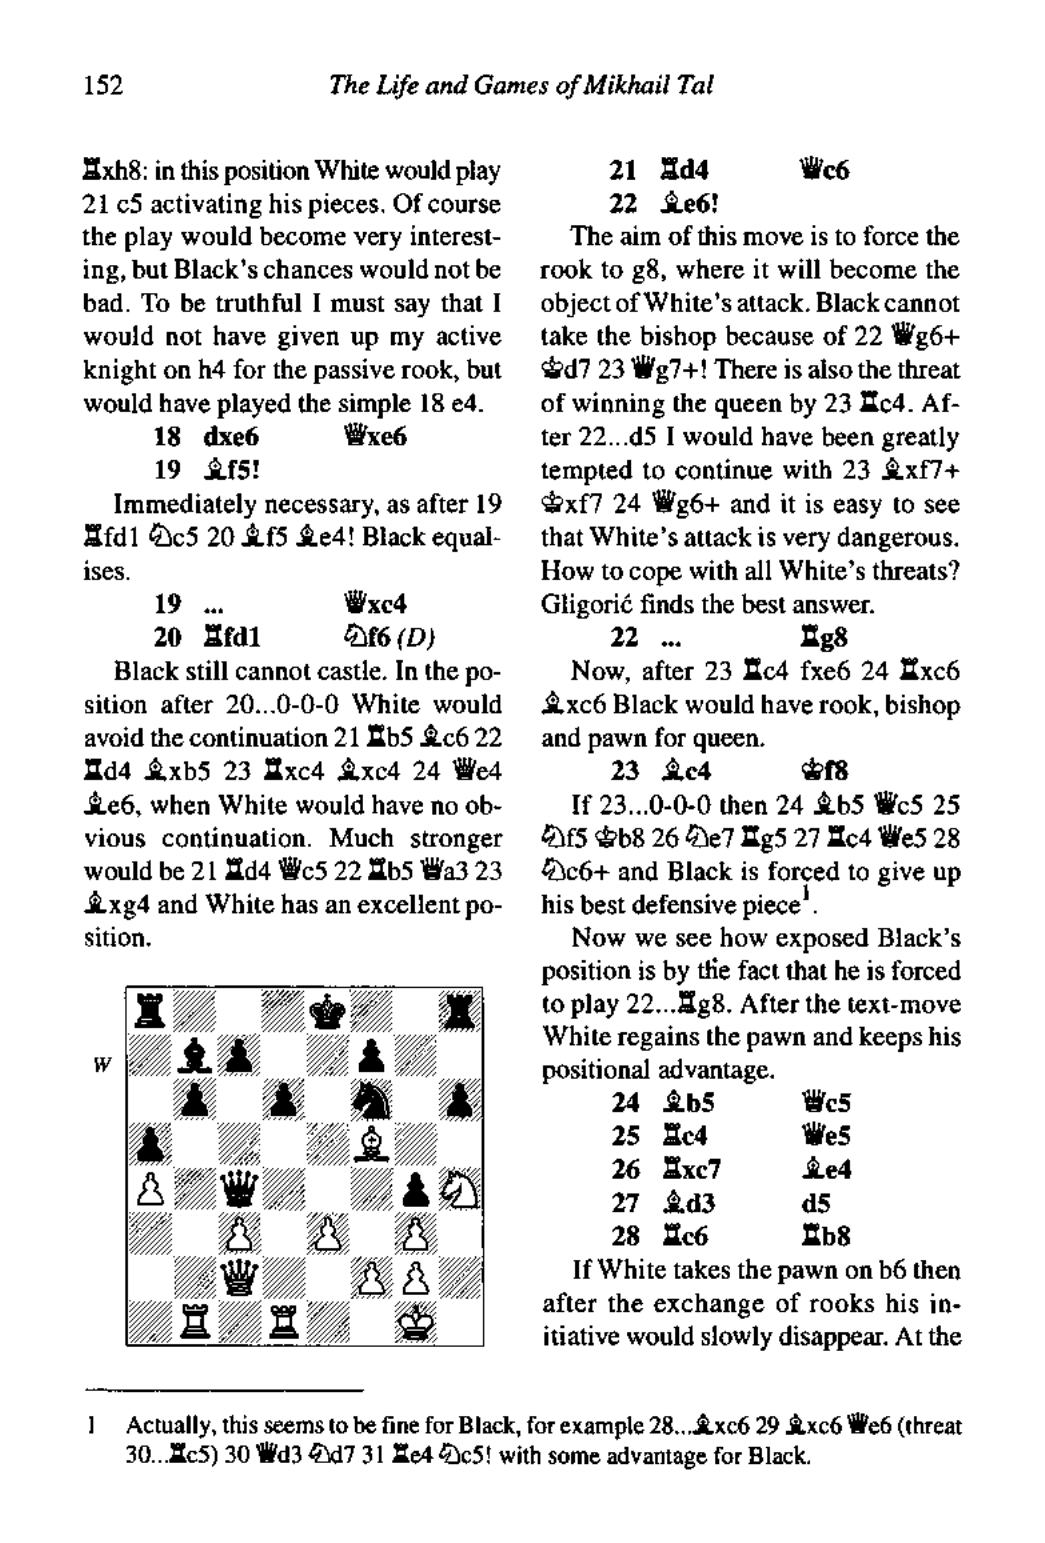 152
The Life and Games of Mikhail Tal
♖xh8: in this position White would play
21 c5 activating his pieces. Of course
the play would become very interest-
ing, but Black's chances would not be
bad. To be truthful I must say that I
would not have given up my active
knight on h4 for the passive rook, but
would have played the simple 18 e4.
18 dxe6 ♕xe6
19 ♗f5!
Immediately necessary, as after 19
♖fd1 ♘c5 20 ♗f5 ♗e4! Black equal-
ises.
19 ... ♕xc4
20 ♖fd1 ♘f6 (D)
Black still cannot castle. In the po-
sition after 20...0-0-0 White would
avoid the continuation 21 ♖b5 ♗c6 22
♖d4 ♗xb5 23 ♖xc4 ♗xc4 24 ♕e4
♗e6, when White would have no ob-
vious continuation. Much stronger
would be 21 ♖d4 ♕c5 22 ♖b5 ♕a3 23
♗xg4 and White has an excellent po-
sition.
W
21 ♖d4 ♕c6
22 ♗e6!
The aim of this move is to force the
rook to g8, where it will become the
object of White's attack. Black cannot
take the bishop because of 22 ♕g6+
♔d7 23 ♕g7+! There is also the threat
of winning the queen by 23 ♖c4. Af-
ter 22...d5 I would have been greatly
tempted to continue with 23 ♗xf7+
♔xf7 24 ♕g6+ and it is easy to see
that White's attack is very dangerous.
How to cope with all White's threats?
Gligorić finds the best answer.
22 ... ♖g8
Now, after 23 ♖c4 fxe6 24 ♖xc6
♗xc6 Black would have rook, bishop
and pawn for queen.
23 ♗c4 ♔f8
If 23...0-0-0 then 24 ♗b5 ♕c5 25
♘f5 ♔b8 26 ♘e7 ♖g5 27 ♖c4 ♕e5 28
♘c6+ and Black is forced to give up
his best defensive piece¹.
Now we see how exposed Black's
position is by the fact that he is forced
to play 22...♖g8. After the text-move
White regains the pawn and keeps his
positional advantage.
24 ♗b5 ♕c5
25 ♖c4 ♕e5
26 ♖xc7 ♗e4
27 ♗d3 d5
28 ♖c6 ♖b8
If White takes the pawn on b6 then
after the exchange of rooks his in-
itiative would slowly disappear. At the
1 Actually, this seems to be fine for Black, for example 28...♗xc6 29 ♗xc6 ♕e6 (threat
30...♖c5) 30 ♕d3 ♘d7 31 ♖e4 ♘c5! with some advantage for Black.